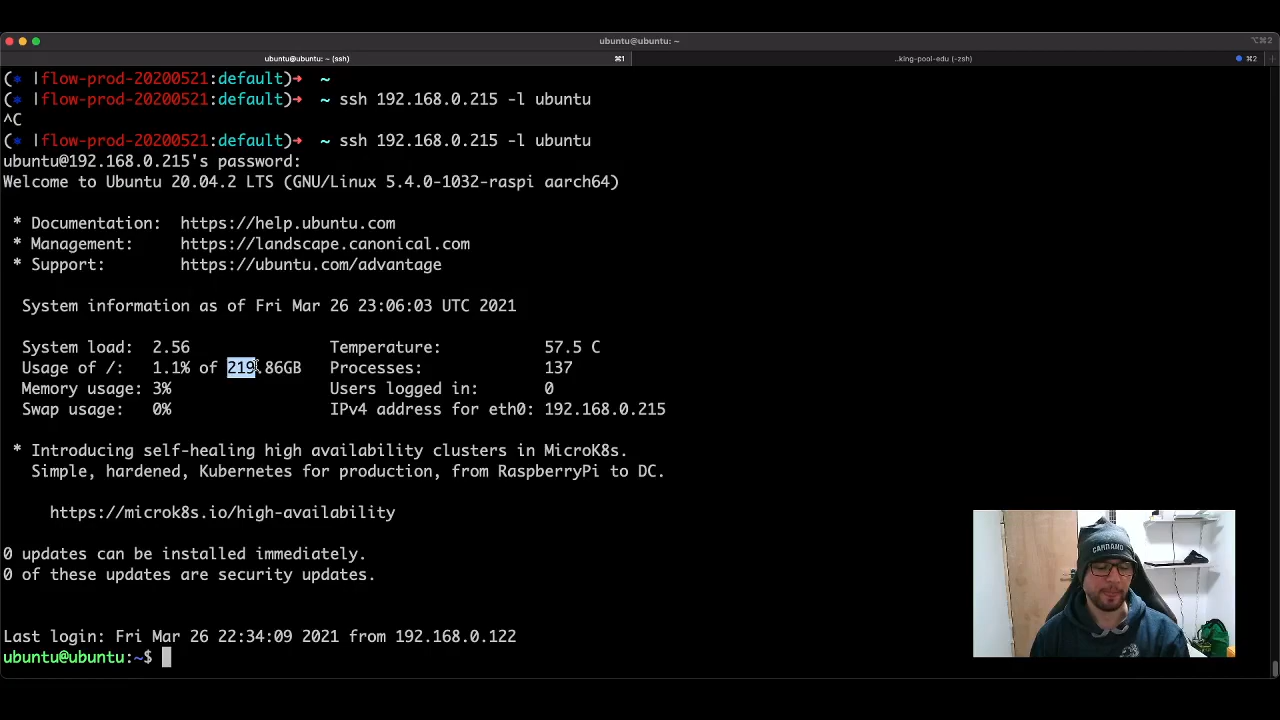 ubuntu@ubuntu: ~
⌥⌘2
ubuntu@ubuntu: ~ (ssh)
⌘1
..king-pool-edu (-zsh)
⌘2
(* |flow-prod-20200521:default)➜  ~
(* |flow-prod-20200521:default)➜  ~ ssh 192.168.0.215 -l ubuntu
^C
(* |flow-prod-20200521:default)➜  ~ ssh 192.168.0.215 -l ubuntu
ubuntu@192.168.0.215's password:
Welcome to Ubuntu 20.04.2 LTS (GNU/Linux 5.4.0-1032-raspi aarch64)
* Documentation:  https://help.ubuntu.com
* Management:     https://landscape.canonical.com
* Support:        https://ubuntu.com/advantage
System information as of Fri Mar 26 23:06:03 UTC 2021
System load:  2.56               Temperature:           57.5 C
Usage of /:   1.1% of 219.86GB   Processes:             137
Memory usage: 3%                 Users logged in:       0
Swap usage:   0%                 IPv4 address for eth0: 192.168.0.215
* Introducing self-healing high availability clusters in MicroK8s.
Simple, hardened, Kubernetes for production, from RaspberryPi to DC.
https://microk8s.io/high-availability
0 updates can be installed immediately.
0 of these updates are security updates.
Last login: Fri Mar 26 22:34:09 2021 from 192.168.0.122
ubuntu@ubuntu:~$